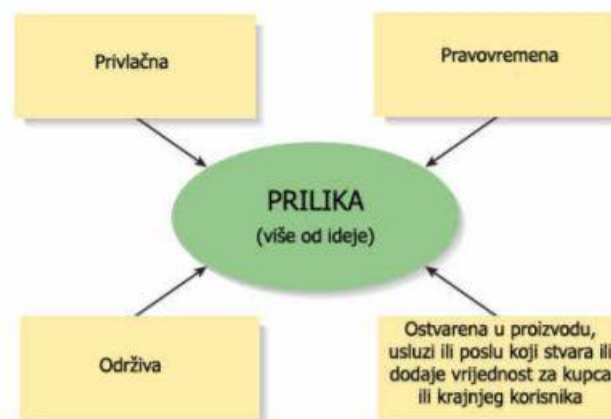 Privlačna
Pravovremena
PRILIKA
(više od ideje)
Održiva
Ostvarena u proizvodu,
usluzi ili poslu koji stvara ili
dodaje vrijednost za kupca
ili krajnjeg korisnika